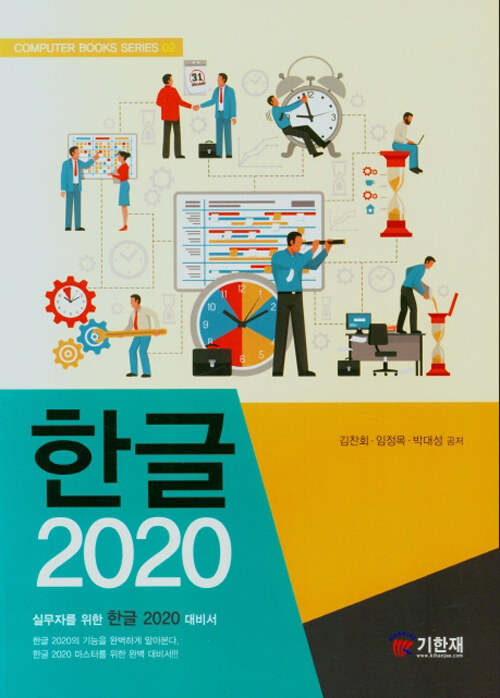 COMPUTER BOOKS SERIES 02
31
한글
2020
김찬회 · 임정목 · 박대성 공저
실무자를 위한 한글 2020 대비서
한글 2020의 기능을 완벽하게 알아본다.
한글 2020 마스터를 위한 완벽 대비서!!!
기한재
www.kihanjae.com